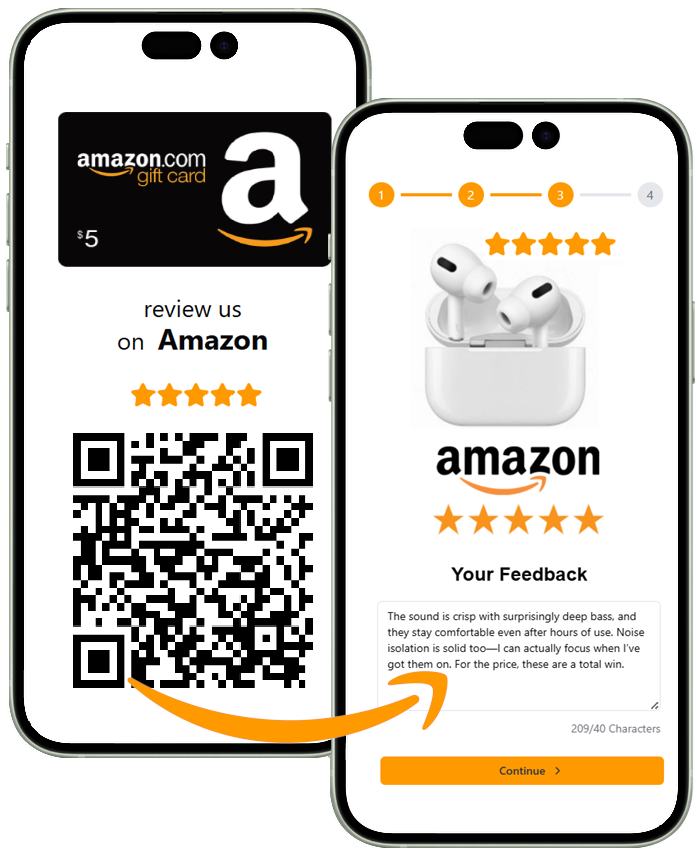 amazon.com
gift card
$5
a
review us
on Amazon
1 2 3 4
amazon
Your Feedback
The sound is crisp with surprisingly deep bass, and
they stay comfortable even after hours of use. Noise
isolation is solid too—I can actually focus when I've
got them on. For the price, these are a total win.
209/40 Characters
Continue >